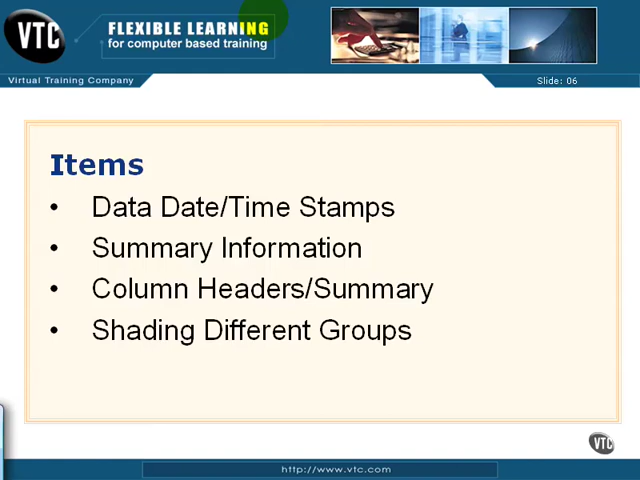 VTC
FLEXIBLE LEARNING
for computer based training
Virtual Training Company
Slide: 06
Items
• Data Date/Time Stamps
• Summary Information
• Column Headers/Summary
• Shading Different Groups
VTC
http://www.vtc.com